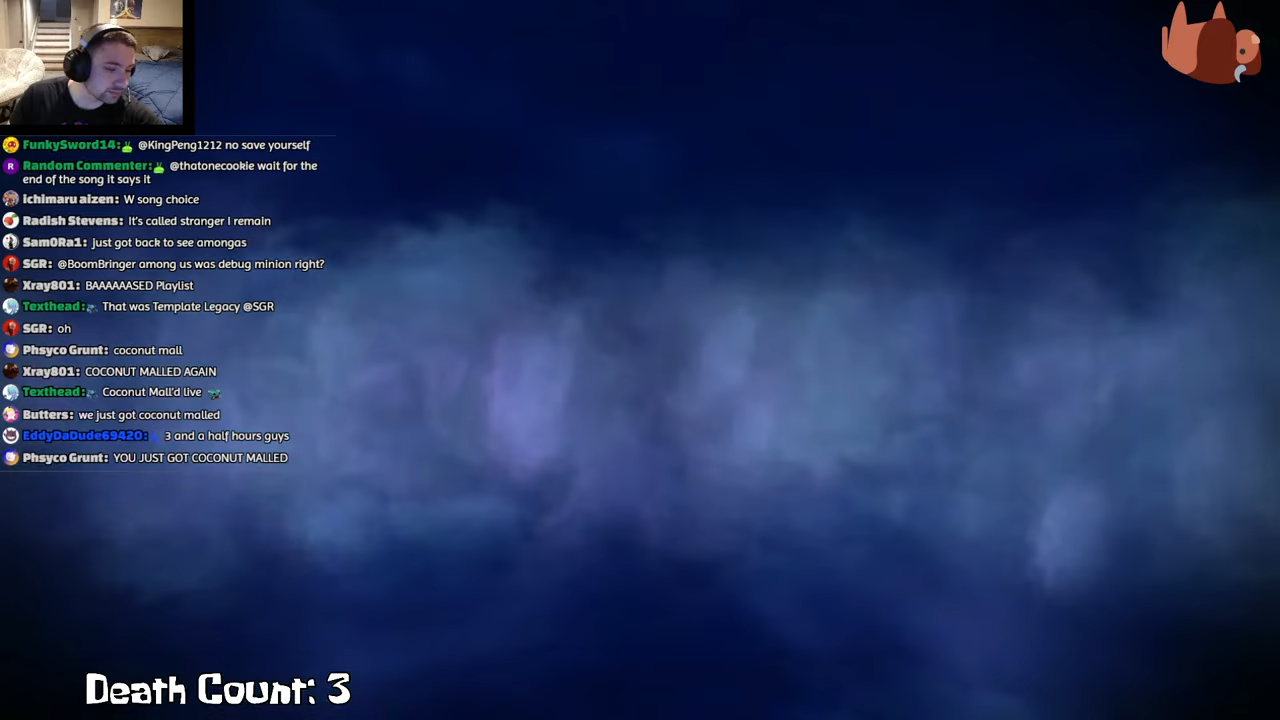 FunkySword14: @KingPeng1212 no save yourself
R Random Commenter: @thatonecookie wait for the
end of the song it says it
ichimaru aizen: W song choice
Radish Stevens: It's called stranger I remain
Sam0Ra1: just got back to see amongas
SGR: @BoomBringer among us was debug minion right?
Xray801: BAAAAAASED Playlist
Texthead: That was Template Legacy @SGR
SGR: oh
Phsyco Grunt: coconut mall
Xray801: COCONUT MALLED AGAIN
Texthead: Coconut Mall'd live
Butters: we just got coconut malled
EddyDaDude69420: 3 and a half hours guys
Phsyco Grunt: YOU JUST GOT COCONUT MALLED
Death Count: 3